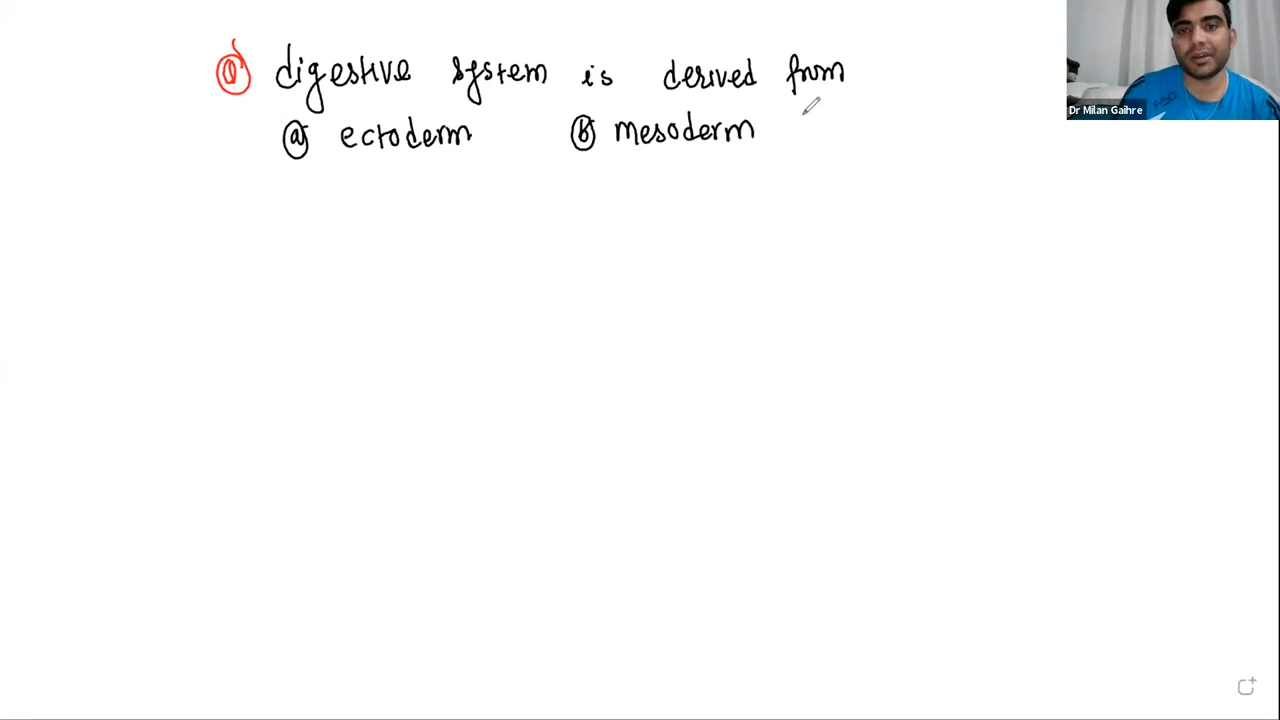 Q digestive system is derived from
a ectoderm b mesoderm
Dr Milan Gaihre